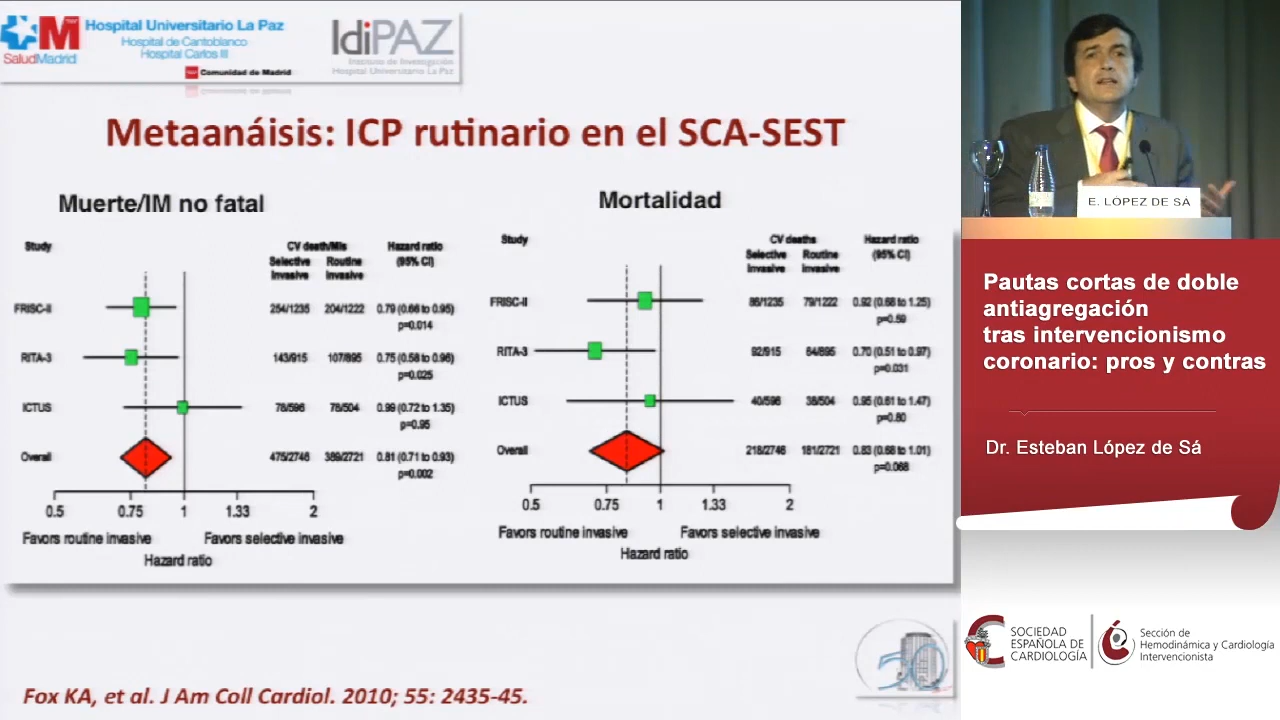 Hospital Universitario La Paz
Hospital de Cantoblanco
Hospital Carlos III
SaludMadrid
Comunidad de Madrid
IdiPAZ
Instituto de Investigación
Hospital Universitario La Paz
Metaanáisis: ICP rutinario en el SCA-SEST
Muerte/IM no fatal
Study
CV death/MIs
Selective Invasive
Routine Invasive
Hazard ratio (95% CI)
FRISC-II 254/1235 204/1222 0.79 (0.66 to 0.95)
p=0.014
RITA-3 143/915 107/895 0.75 (0.58 to 0.96)
p=0.025
ICTUS 78/596 78/504 0.99 (0.72 to 1.35)
p=0.95
Overall 475/2746 389/2721 0.81 (0.71 to 0.93)
p=0.002
0.5 0.75 1 1.33 2
Favors routine invasive Favors selective invasive
Hazard ratio
Mortalidad
Study
CV deaths
Selective Invasive
Routine Invasive
Hazard ratio (95% CI)
FRISC-II 86/1235 79/1222 0.92 (0.68 to 1.25)
p=0.59
RITA-3 92/915 64/895 0.70 (0.51 to 0.97)
p=0.031
ICTUS 40/596 38/504 0.95 (0.61 to 1.47)
p=0.80
Overall 218/2746 181/2721 0.83 (0.68 to 1.01)
p=0.068
0.5 0.75 1 1.33 2
Favors routine invasive Favors selective invasive
Hazard ratio
Fox KA, et al. J Am Coll Cardiol. 2010; 55: 2435-45.
E. LÓPEZ DE SÁ
Pautas cortas de doble
antiagregación
tras intervencionismo
coronario: pros y contras
Dr. Esteban López de Sá
SOCIEDAD
ESPAÑOLA DE
CARDIOLOGÍA
Sección de
Hemodinámica y Cardiología
Intervencionista